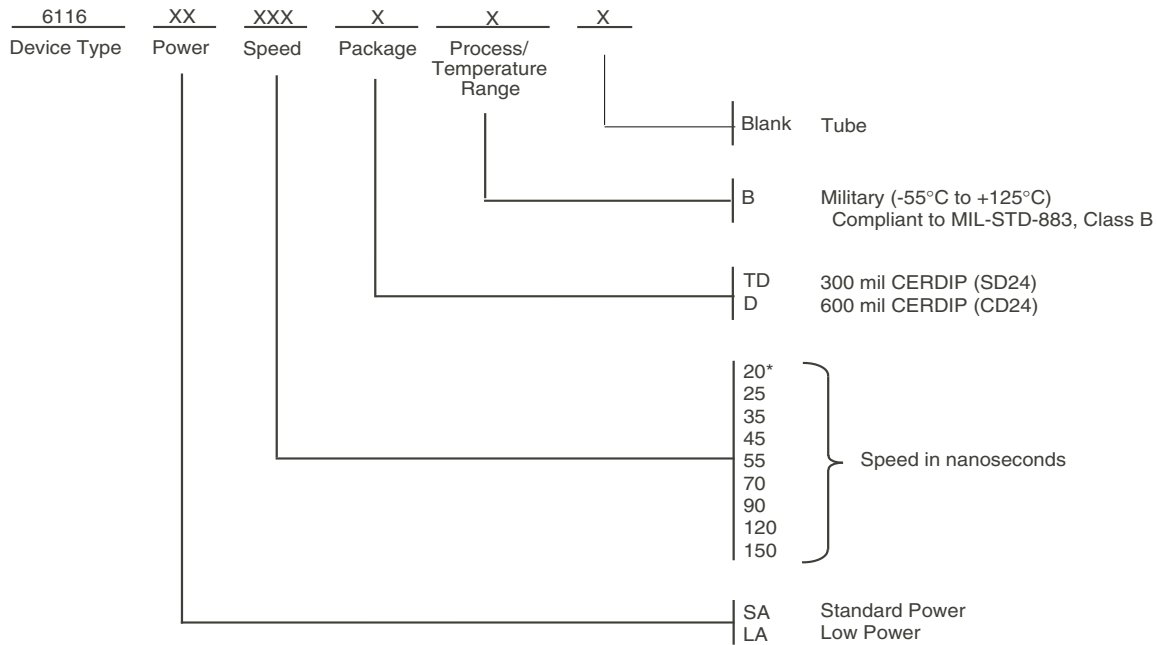 6116 XX XXX X X X
Device Type Power Speed Package Process/
Temperature
Range
Blank Tube
B Military (-55°C to +125°C)
Compliant to MIL-STD-883, Class B
TD 300 mil CERDIP (SD24)
D 600 mil CERDIP (CD24)
20*
25
35
45
55
70
90
120
150
Speed in nanoseconds
SA Standard Power
LA Low Power